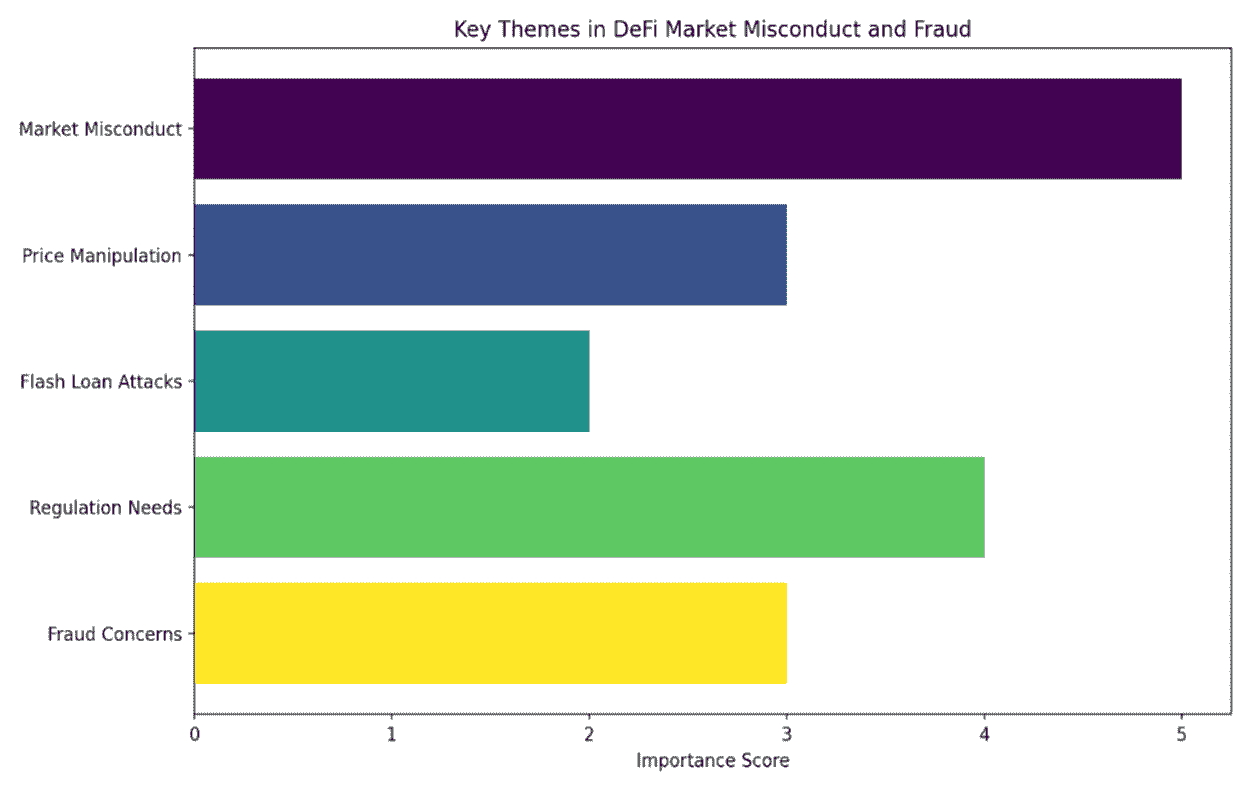 Key Themes in DeFi Market Misconduct and Fraud
Market Misconduct
Price Manipulation
Flash Loan Attacks
Regulation Needs
Fraud Concerns
0 1 2 3 4 5
Importance Score